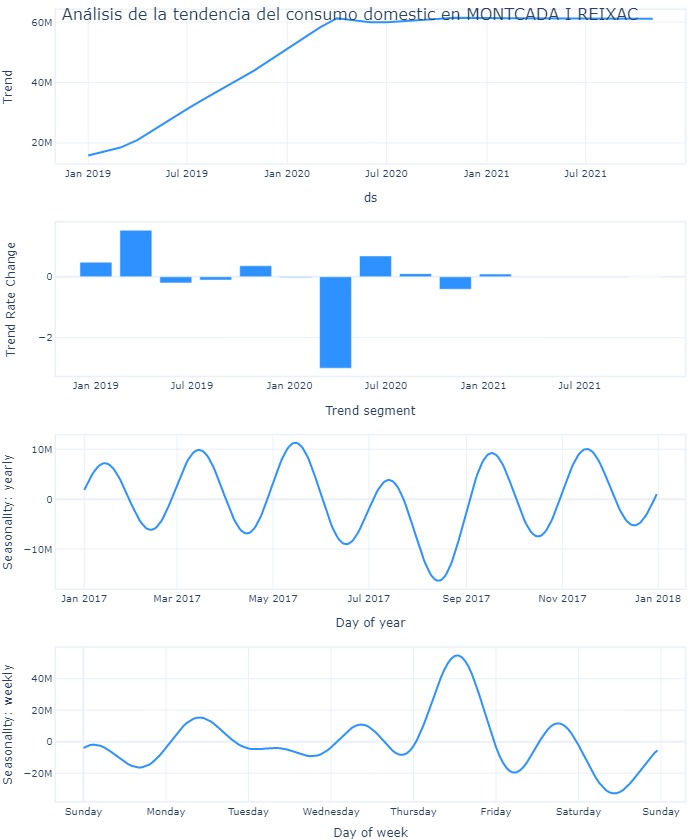 Análisis de la tendencia del consumo domestic en MONTCADA I REIXAC
60M
40M
20M
Trend
Jan 2019 Jul 2019 Jan 2020 Jul 2020 Jan 2021 Jul 2021
ds
0
−2
Trend Rate Change
Jan 2019 Jul 2019 Jan 2020 Jul 2020 Jan 2021 Jul 2021
Trend segment
10M
0
−10M
Seasonality: yearly
Jan 2017 Mar 2017 May 2017 Jul 2017 Sep 2017 Nov 2017 Jan 2018
Day of year
40M
20M
0
−20M
Seasonality: weekly
Sunday Monday Tuesday Wednesday Thursday Friday Saturday Sunday
Day of week